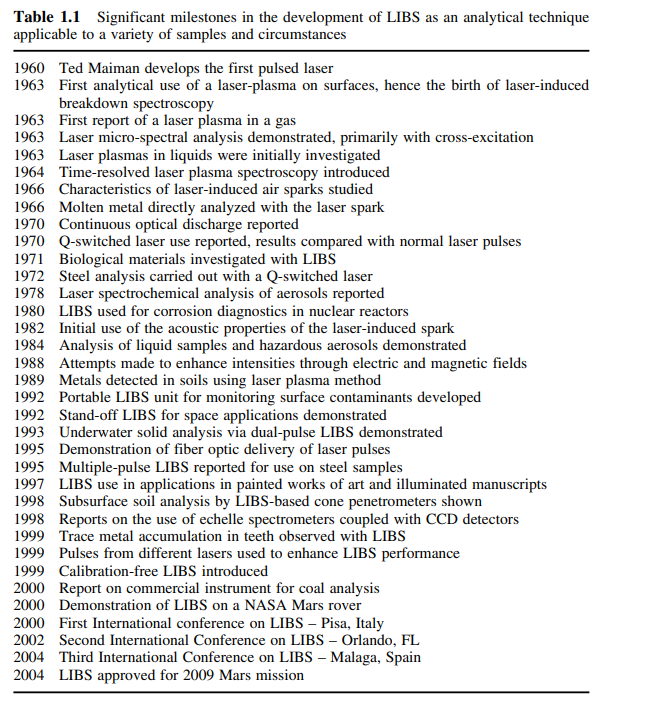 Table 1.1 Significant milestones in the development of LIBS as an analytical technique
applicable to a variety of samples and circumstances
1960 Ted Maiman develops the first pulsed laser
1963 First analytical use of a laser-plasma on surfaces, hence the birth of laser-induced
breakdown spectroscopy
1963 First report of a laser plasma in a gas
1963 Laser micro-spectral analysis demonstrated, primarily with cross-excitation
1963 Laser plasmas in liquids were initially investigated
1964 Time-resolved laser plasma spectroscopy introduced
1966 Characteristics of laser-induced air sparks studied
1966 Molten metal directly analyzed with the laser spark
1970 Continuous optical discharge reported
1970 Q-switched laser use reported, results compared with normal laser pulses
1971 Biological materials investigated with LIBS
1972 Steel analysis carried out with a Q-switched laser
1978 Laser spectrochemical analysis of aerosols reported
1980 LIBS used for corrosion diagnostics in nuclear reactors
1982 Initial use of the acoustic properties of the laser-induced spark
1984 Analysis of liquid samples and hazardous aerosols demonstrated
1988 Attempts made to enhance intensities through electric and magnetic fields
1989 Metals detected in soils using laser plasma method
1992 Portable LIBS unit for monitoring surface contaminants developed
1992 Stand-off LIBS for space applications demonstrated
1993 Underwater solid analysis via dual-pulse LIBS demonstrated
1995 Demonstration of fiber optic delivery of laser pulses
1995 Multiple-pulse LIBS reported for use on steel samples
1997 LIBS use in applications in painted works of art and illuminated manuscripts
1998 Subsurface soil analysis by LIBS-based cone penetrometers shown
1998 Reports on the use of echelle spectrometers coupled with CCD detectors
1999 Trace metal accumulation in teeth observed with LIBS
1999 Pulses from different lasers used to enhance LIBS performance
1999 Calibration-free LIBS introduced
2000 Report on commercial instrument for coal analysis
2000 Demonstration of LIBS on a NASA Mars rover
2000 First International conference on LIBS – Pisa, Italy
2002 Second International Conference on LIBS – Orlando, FL
2004 Third International Conference on LIBS – Malaga, Spain
2004 LIBS approved for 2009 Mars mission